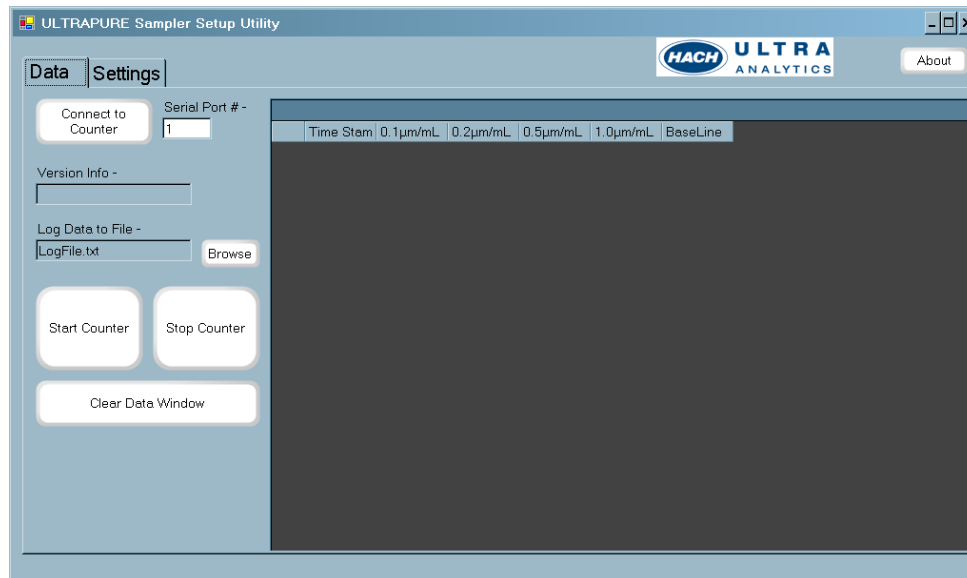 ULTRAPURE Sampler Setup Utility
HACH
ULTRA
ANALYTICS
About
Data
Settings
Connect to
Counter
Serial Port # -
1
Time Stam
0.1µm/mL
0.2µm/mL
0.5µm/mL
1.0µm/mL
BaseLine
Version Info -
Log Data to File -
LogFile.txt
Browse
Start Counter
Stop Counter
Clear Data Window